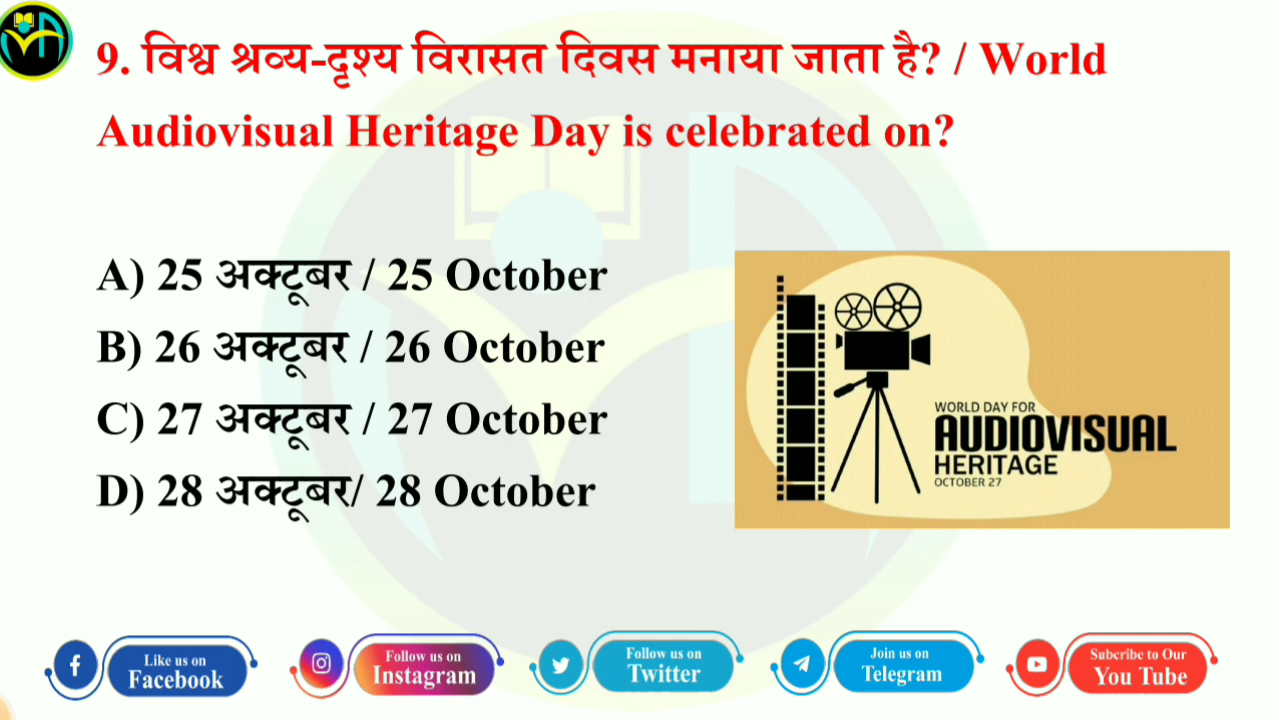 9. विश्व श्रव्य-दृश्य विरासत दिवस मनाया जाता है? / World
Audiovisual Heritage Day is celebrated on?
A) 25 अक्टूबर / 25 October
B) 26 अक्टूबर / 26 October
C) 27 अक्टूबर / 27 October
D) 28 अक्टूबर/ 28 October
WORLD DAY FOR
AUDIOVISUAL
HERITAGE
OCTOBER 27
Like us on
Facebook
Follow us on
Instagram
Follow us on
Twitter
Join us on
Telegram
Subcribe to Our
You Tube